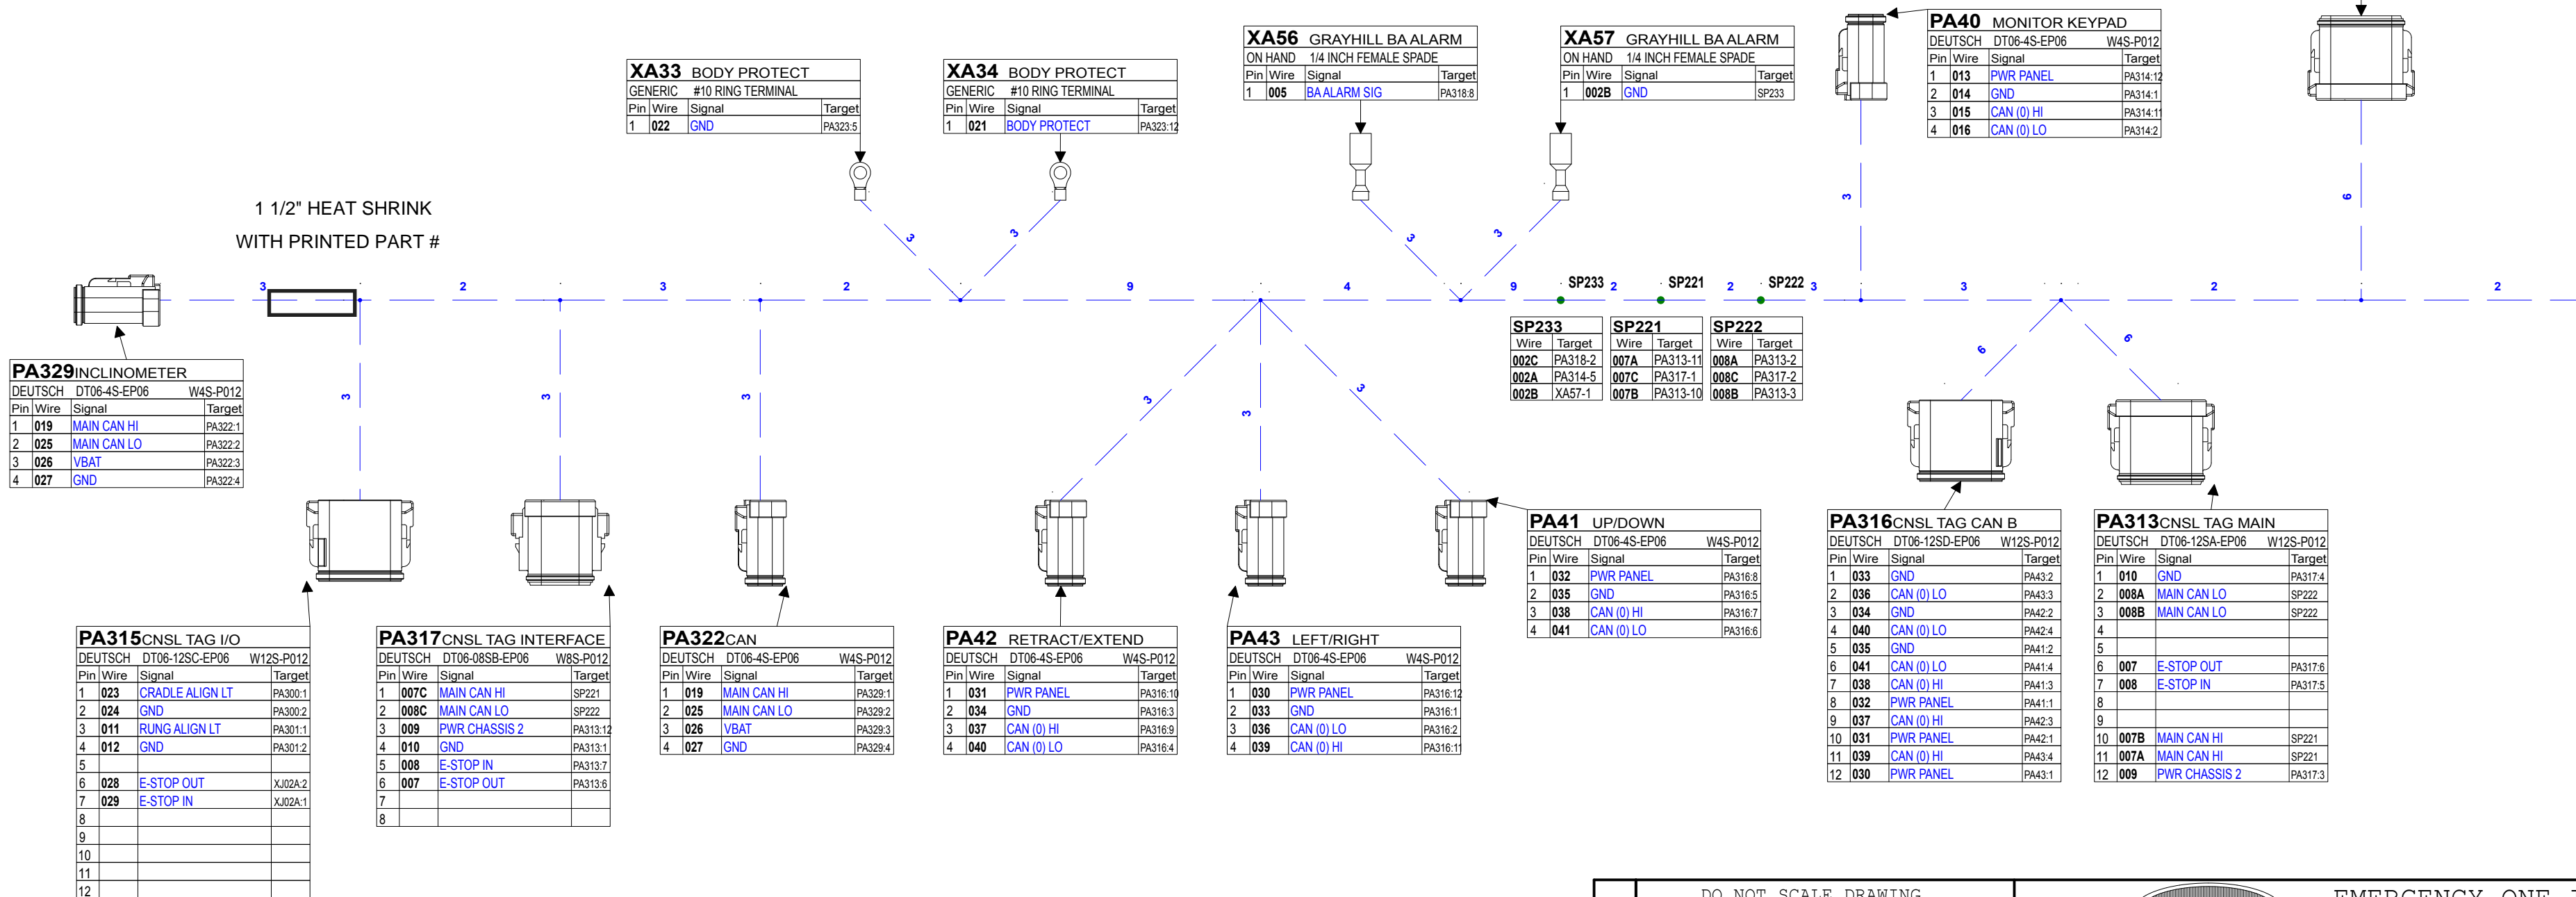 XA33 BODY PROTECT
GENERIC #10 RING TERMINAL
Pin Wire Signal Target
1 022 GND PA323:5
XA34 BODY PROTECT
GENERIC #10 RING TERMINAL
Pin Wire Signal Target
1 021 BODY PROTECT PA323:12
XA56 GRAYHILL BA ALARM
ON HAND 1/4 INCH FEMALE SPADE
Pin Wire Signal Target
1 005 BA ALARM SIG PA318:8
XA57 GRAYHILL BA ALARM
ON HAND 1/4 INCH FEMALE SPADE
Pin Wire Signal Target
1 002B GND SP233
PA40 MONITOR KEYPAD
DEUTSCH DT06-4S-EP06 W4S-P012
Pin Wire Signal Target
1 013 PWR PANEL PA314:12
2 014 GND PA314:1
3 015 CAN (0) HI PA314:11
4 016 CAN (0) LO PA314:2
1 1/2" HEAT SHRINK
WITH PRINTED PART #
3 3 3 3 3 6
3 2 3 2 9 4 9 SP233 2 SP221 2 SP222 3 3 2 2
3 3 3 3 3 3 6 6
SP233
Wire Target
002C PA318-2
002A PA314-5
002B XA57-1
SP221
Wire Target
007A PA313-11
007C PA317-1
007B PA313-10
SP222
Wire Target
008A PA313-2
008C PA317-2
008B PA313-3
PA329 INCLINOMETER
DEUTSCH DT06-4S-EP06 W4S-P012
Pin Wire Signal Target
1 019 MAIN CAN HI PA322:1
2 025 MAIN CAN LO PA322:2
3 026 VBAT PA322:3
4 027 GND PA322:4
PA41 UP/DOWN
DEUTSCH DT06-4S-EP06 W4S-P012
Pin Wire Signal Target
1 032 PWR PANEL PA316:8
2 035 GND PA316:5
3 038 CAN (0) HI PA316:7
4 041 CAN (0) LO PA316:6
PA316 CNSL TAG CAN B
DEUTSCH DT06-12SD-EP06 W12S-P012
Pin Wire Signal Target
1 033 GND PA43:2
2 036 CAN (0) LO PA43:3
3 034 GND PA42:2
4 040 CAN (0) LO PA42:4
5 035 GND PA41:2
6 041 CAN (0) LO PA41:4
7 038 CAN (0) HI PA41:3
8 032 PWR PANEL PA41:1
9 037 CAN (0) HI PA42:3
10 031 PWR PANEL PA42:1
11 039 CAN (0) HI PA43:4
12 030 PWR PANEL PA43:1
PA313 CNSL TAG MAIN
DEUTSCH DT06-12SA-EP06 W12S-P012
Pin Wire Signal Target
1 010 GND PA317:4
2 008A MAIN CAN LO SP222
3 008B MAIN CAN LO SP222
4
5
6 007 E-STOP OUT PA317:6
7 008 E-STOP IN PA317:5
8
9
10 007B MAIN CAN HI SP221
11 007A MAIN CAN HI SP221
12 009 PWR CHASSIS 2 PA317:3
PA315 CNSL TAG I/O
DEUTSCH DT06-12SC-EP06 W12S-P012
Pin Wire Signal Target
1 023 CRADLE ALIGN LT PA300:1
2 024 GND PA300:2
3 011 RUNG ALIGN LT PA301:1
4 012 GND PA301:2
5
6 028 E-STOP OUT XJ02A:2
7 029 E-STOP IN XJ02A:1
8
9
10
11
12
PA317 CNSL TAG INTERFACE
DEUTSCH DT06-08SB-EP06 W8S-P012
Pin Wire Signal Target
1 007C MAIN CAN HI SP221
2 008C MAIN CAN LO SP222
3 009 PWR CHASSIS 2 PA313:12
4 010 GND PA313:1
5 008 E-STOP IN PA313:7
6 007 E-STOP OUT PA313:6
7
8
PA322 CAN
DEUTSCH DT06-4S-EP06 W4S-P012
Pin Wire Signal Target
1 019 MAIN CAN HI PA329:1
2 025 MAIN CAN LO PA329:2
3 026 VBAT PA329:3
4 027 GND PA329:4
PA42 RETRACT/EXTEND
DEUTSCH DT06-4S-EP06 W4S-P012
Pin Wire Signal Target
1 031 PWR PANEL PA316:10
2 034 GND PA316:3
3 037 CAN (0) HI PA316:9
4 040 CAN (0) LO PA316:4
PA43 LEFT/RIGHT
DEUTSCH DT06-4S-EP06 W4S-P012
Pin Wire Signal Target
1 030 PWR PANEL PA316:12
2 033 GND PA316:1
3 036 CAN (0) LO PA316:2
4 039 CAN (0) HI PA316:11
DO NOT SCALE DRAWING
EMERGENCY ONE